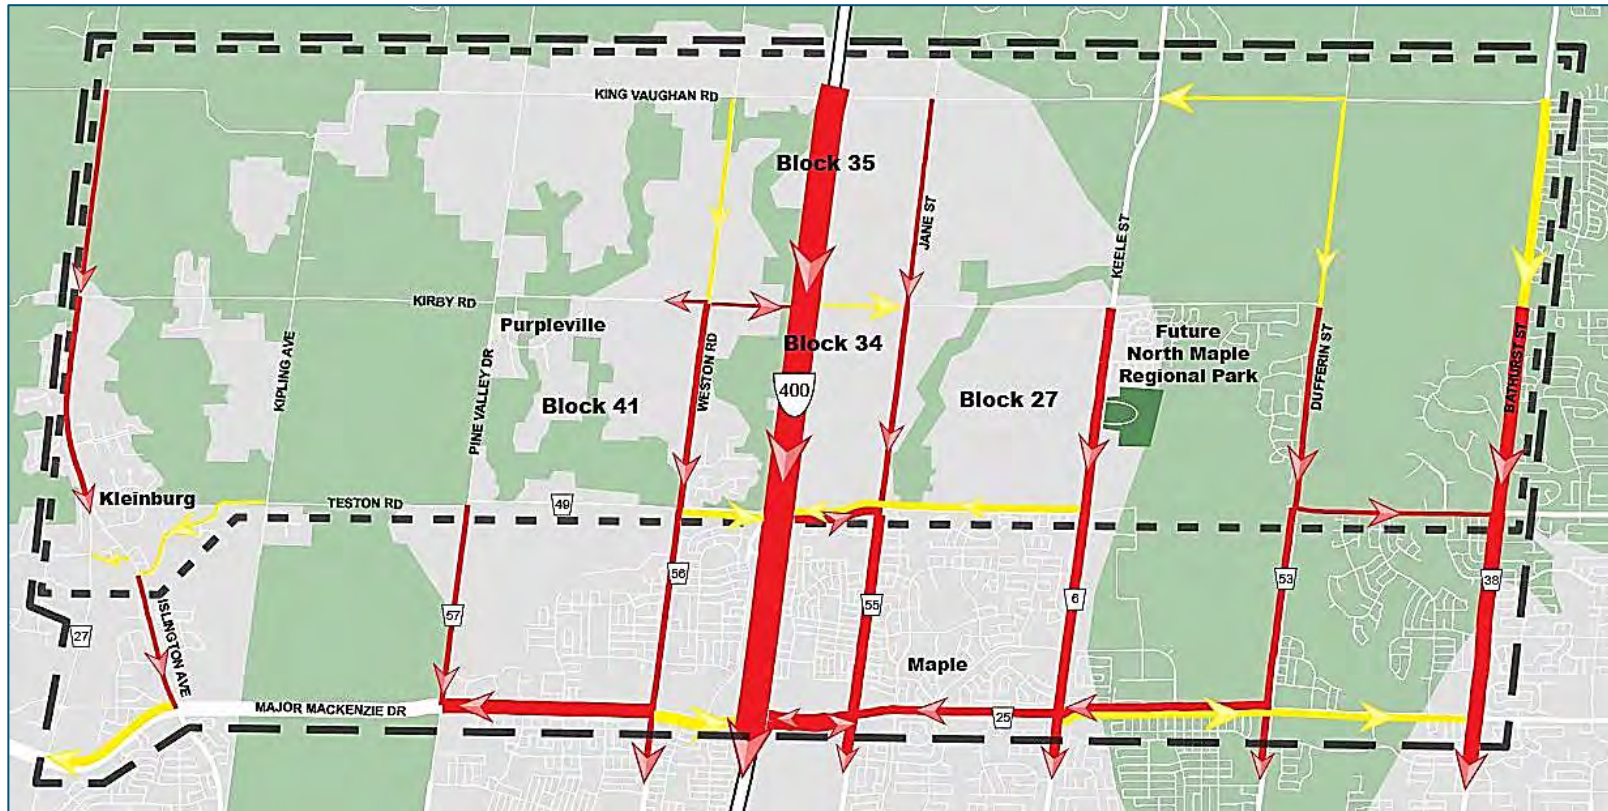 KING VAUGHAN RD
Block 35
JANE ST
KEELE ST
KIRBY RD
Purpleville
Block 34
Future
North Maple
Regional Park
WESTON RD
DUFFERIN ST
BATHURST ST
KIPLING AVE
PINE VALLEY DR
400
Block 41
Block 27
Kleinburg
TESTON RD
49
56
53
38
57
55
6
27
ISLINGTON AVE
Maple
MAJOR MACKENZIE DR
25